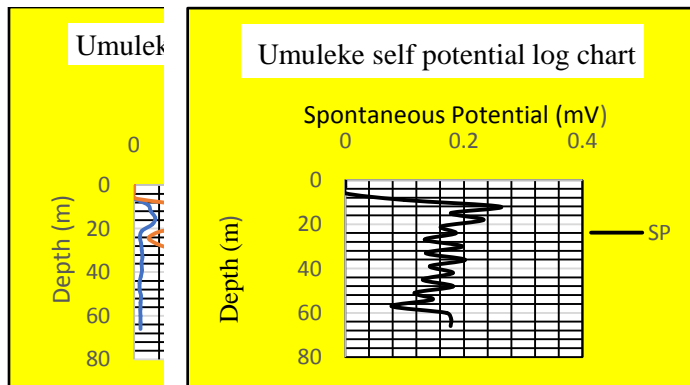 Umulek
0
0
20
40
60
80
Depth (m)
Umuleke self potential log chart
Spontaneous Potential (mV)
0 0.2 0.4
0
20
40
60
80
Depth (m)
SP